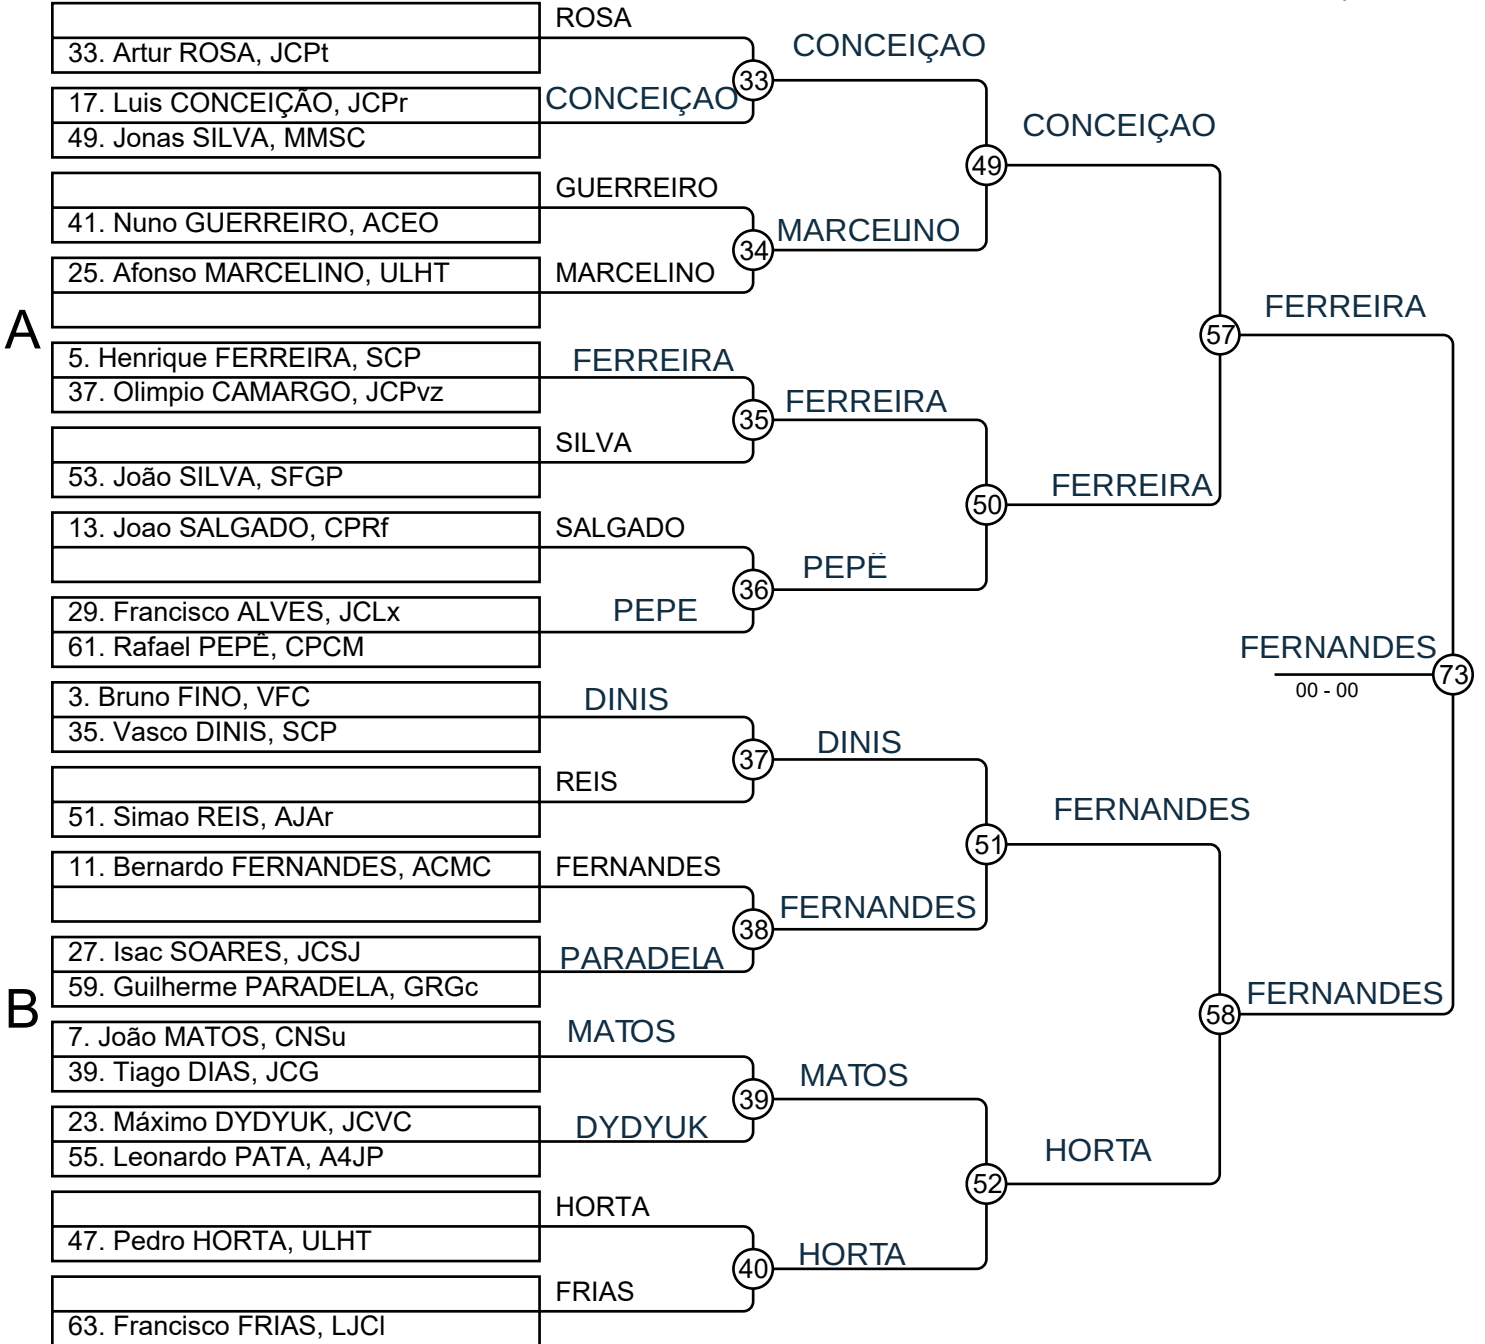 ROSA
33. Artur ROSA, JCPt
33
CONCEIÇAO
17. Luis CONCEIÇÃO, JCPr
CONCEIÇAO
49. Jonas SILVA, MMSC
49
CONCEIÇAO
GUERREIRO
41. Nuno GUERREIRO, ACEO
34
MARCELINO
25. Afonso MARCELINO, ULHT
MARCELINO
A
57
FERREIRA
5. Henrique FERREIRA, SCP
FERREIRA
37. Olimpio CAMARGO, JCPvz
35
FERREIRA
SILVA
53. João SILVA, SFGP
50
FERREIRA
13. Joao SALGADO, CPRf
SALGADO
36
PEPË
29. Francisco ALVES, JCLx
PEPE
61. Rafael PEPÊ, CPCM
FERNANDES
73
00 - 00
3. Bruno FINO, VFC
DINIS
35. Vasco DINIS, SCP
37
DINIS
REIS
51. Simao REIS, AJAr
51
FERNANDES
11. Bernardo FERNANDES, ACMC
FERNANDES
38
FERNANDES
27. Isac SOARES, JCSJ
PARADELA
59. Guilherme PARADELA, GRGc
B
58
FERNANDES
7. João MATOS, CNSu
MATOS
39. Tiago DIAS, JCG
39
MATOS
23. Máximo DYDYUK, JCVC
DYDYUK
55. Leonardo PATA, A4JP
52
HORTA
HORTA
47. Pedro HORTA, ULHT
40
HORTA
FRIAS
63. Francisco FRIAS, LJCl